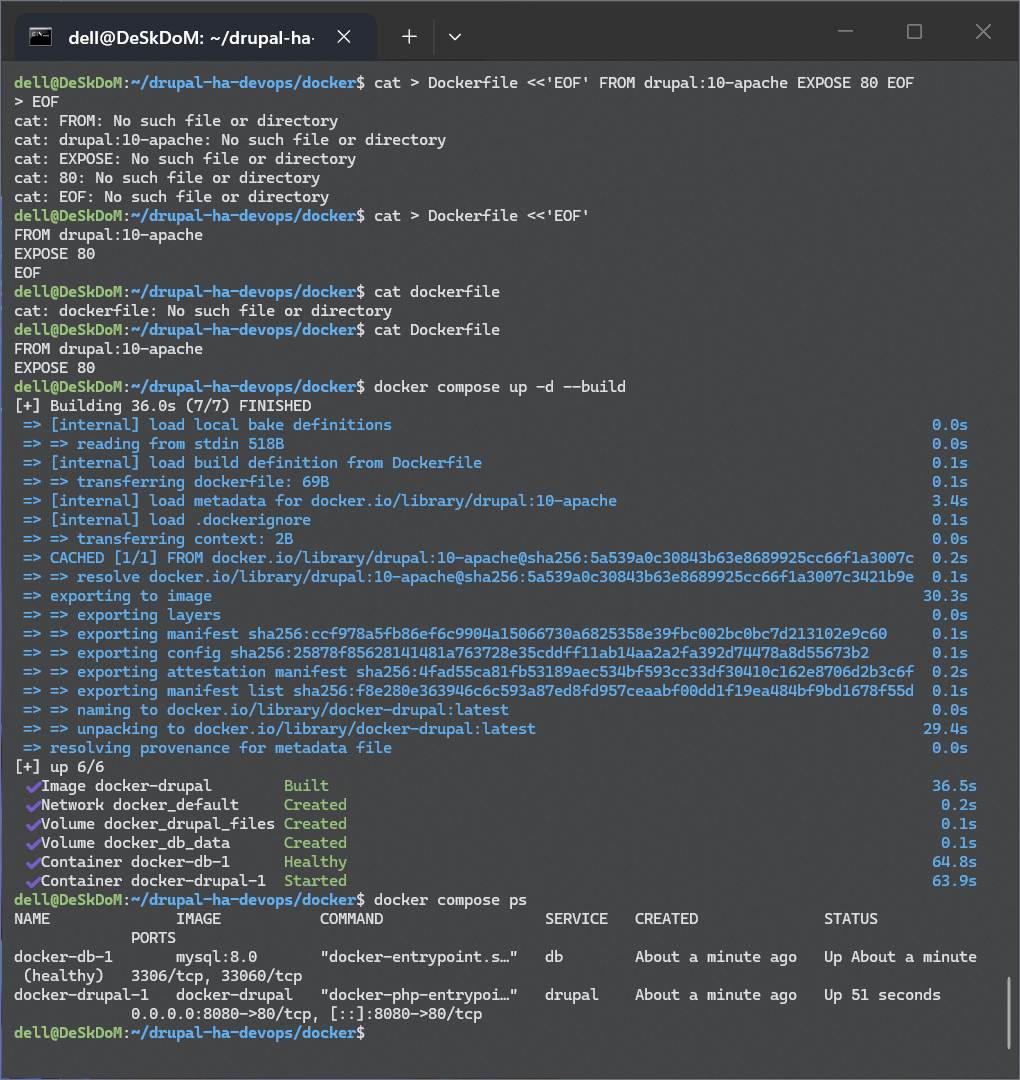 dell@DeSkDoM: ~/drupal-ha-
dell@DeSkDoM:~/drupal-ha-devops/docker$ cat > Dockerfile <<'EOF' FROM drupal:10-apache EXPOSE 80 EOF
> EOF
cat: FROM: No such file or directory
cat: drupal:10-apache: No such file or directory
cat: EXPOSE: No such file or directory
cat: 80: No such file or directory
cat: EOF: No such file or directory
dell@DeSkDoM:~/drupal-ha-devops/docker$ cat > Dockerfile <<'EOF'
FROM drupal:10-apache
EXPOSE 80
EOF
dell@DeSkDoM:~/drupal-ha-devops/docker$ cat dockerfile
cat: dockerfile: No such file or directory
dell@DeSkDoM:~/drupal-ha-devops/docker$ cat Dockerfile
FROM drupal:10-apache
EXPOSE 80
dell@DeSkDoM:~/drupal-ha-devops/docker$ docker compose up -d --build
[+] Building 36.0s (7/7) FINISHED
=> [internal] load local bake definitions 0.0s
=> => reading from stdin 518B 0.0s
=> [internal] load build definition from Dockerfile 0.1s
=> => transferring dockerfile: 69B 0.1s
=> [internal] load metadata for docker.io/library/drupal:10-apache 3.4s
=> [internal] load .dockerignore 0.1s
=> => transferring context: 2B 0.0s
=> CACHED [1/1] FROM docker.io/library/drupal:10-apache@sha256:5a539a0c30843b63e8689925cc66f1a3007c 0.2s
=> => resolve docker.io/library/drupal:10-apache@sha256:5a539a0c30843b63e8689925cc66f1a3007c3421b9e 0.1s
=> exporting to image 30.3s
=> => exporting layers 0.0s
=> => exporting manifest sha256:ccf978a5fb86ef6c9904a15066730a6825358e39fbc002bc0bc7d213102e9c60 0.1s
=> => exporting config sha256:25878f85628141481a763728e35cddff11ab14aa2a2fa392d74478a8d55673b2 0.1s
=> => exporting attestation manifest sha256:4fad55ca81fb53189aec534bf593cc33df30410c162e8706d2b3c6f 0.2s
=> => exporting manifest list sha256:f8e280e363946c6c593a87ed8fd957ceaabf00dd1f19ea484bf9bd1678f55d 0.1s
=> => naming to docker.io/library/docker-drupal:latest 0.0s
=> => unpacking to docker.io/library/docker-drupal:latest 29.4s
=> resolving provenance for metadata file 0.0s
[+] up 6/6
✔Image docker-drupal Built 36.5s
✔Network docker_default Created 0.2s
✔Volume docker_drupal_files Created 0.1s
✔Volume docker_db_data Created 0.1s
✔Container docker-db-1 Healthy 64.8s
✔Container docker-drupal-1 Started 63.9s
dell@DeSkDoM:~/drupal-ha-devops/docker$ docker compose ps
NAME IMAGE COMMAND SERVICE CREATED STATUS
PORTS
docker-db-1 mysql:8.0 "docker-entrypoint.s…" db About a minute ago Up About a minute
(healthy) 3306/tcp, 33060/tcp
docker-drupal-1 docker-drupal "docker-php-entrypoi…" drupal About a minute ago Up 51 seconds
0.0.0.0:8080->80/tcp, [::]:8080->80/tcp
dell@DeSkDoM:~/drupal-ha-devops/docker$